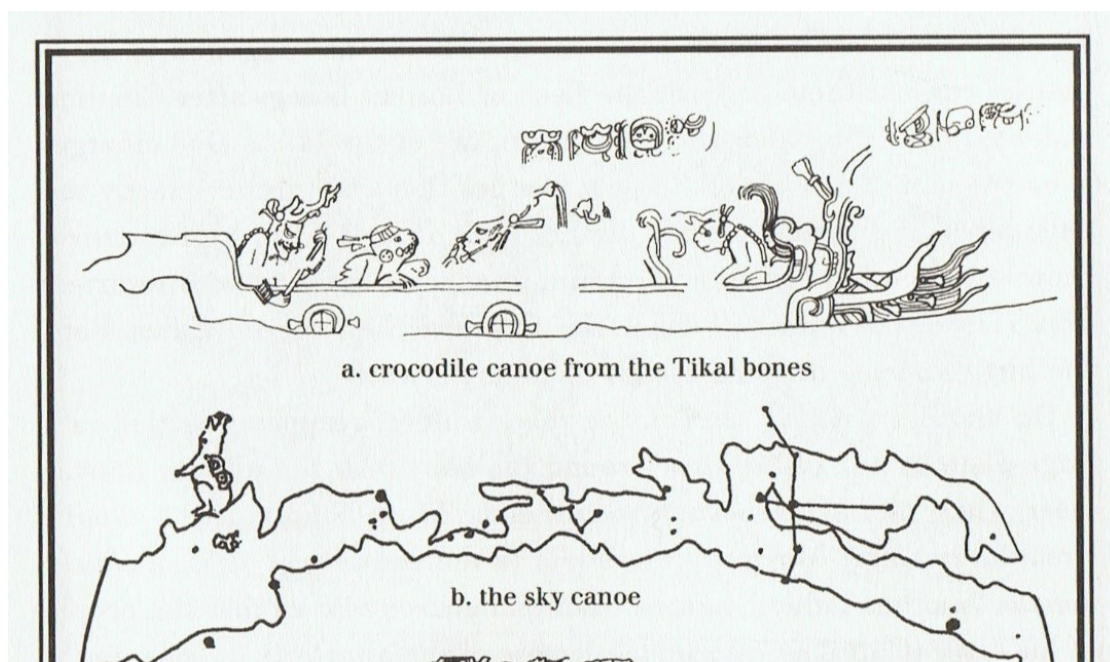 a. crocodile canoe from the Tikal bones
b. the sky canoe